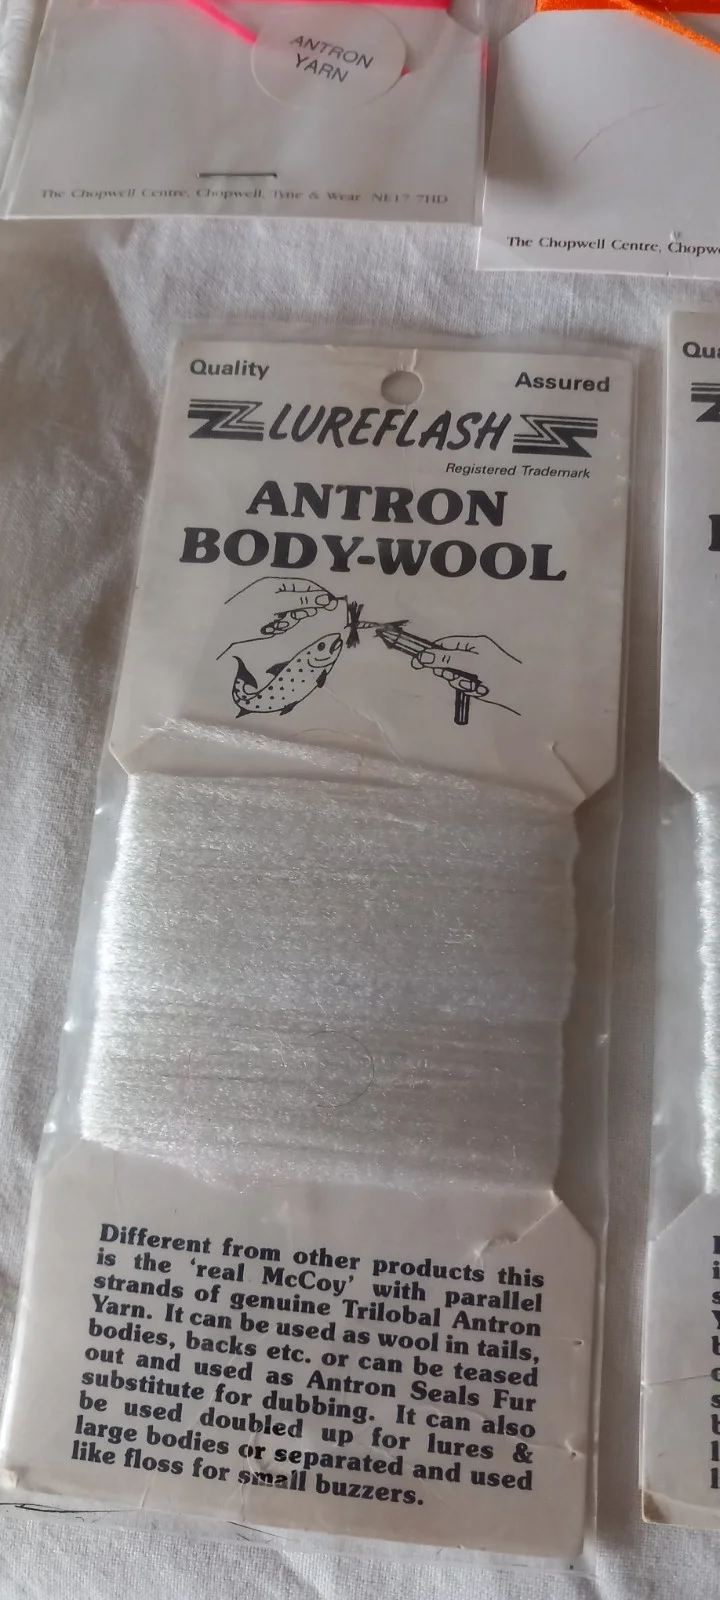 ANTRON
YARN
The Chopwell Centre, Chopwell, Tyne & Wear NE17 7HD
The Chopwell Centre,
Quality
Assured
LUREFLASH
Registered Trademark
ANTRON
BODY-WOOL
Different from other products this
is the 'real McCoy' with parallel
strands of genuine Trilobal Antron
Yarn. It can be used as wool in tails,
bodies, backs etc. or can be teased
out and used as Antron Seals Fur
substitute for dubbing. It can also
be used doubled up for lures &
large bodies or separated and used
like floss for small buzzers.